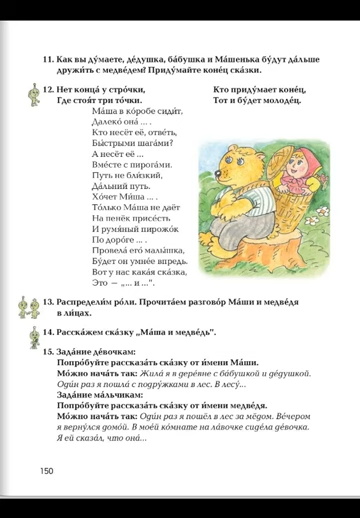 11. Как вы ду́маете, де́душка, ба́бушка и Ма́шенька бу́дут да́льше
дружи́ть с медве́дем? Приду́майте коне́ц ска́зки.
12. Нет конца́ у стро́чки,
Где стоя́т три то́чки.
Кто приду́мает коне́ц,
Тот и бу́дет молоде́ц.
Ма́ша в ко́робе сиди́т,
Далеко́ она́ ... .
Кто несёт её, отве́ть,
Бы́стрыми шага́ми?
А несёт её ...
Вме́сте с пирога́ми.
Путь не бли́зкий,
Да́льний путь.
Хо́чет Ми́ша ... .
То́лько Ма́ша не даёт
На пенёк присе́сть
И румя́ный пирожо́к
По доро́ге ... .
Провела́ его́ малы́шка,
Бу́дет он умне́е впредь.
Вот у нас кака́я ска́зка,
Это — „... и ...".
13. Распредели́м ро́ли. Прочита́ем разгово́р Ма́ши и медве́дя
в ли́цах.
14. Расска́жем ска́зку „Ма́ша и медве́дь".
15. Зада́ние де́вочкам:
Попро́буйте рассказа́ть ска́зку от и́мени Ма́ши.
Мо́жно нача́ть так: Жила́ я в дере́вне с ба́бушкой и де́душкой.
Оди́н раз я пошла́ с подру́жками в лес. В лесу́...
Зада́ние ма́льчикам:
Попро́буйте рассказа́ть ска́зку от и́мени медве́дя.
Мо́жно нача́ть так: Оди́н раз я пошёл в лес за мёдом. Ве́чером
я верну́лся домо́й. В мое́й ко́мнате на ла́вочке сиде́ла де́вочка.
Я ей сказа́л, что она́...
150